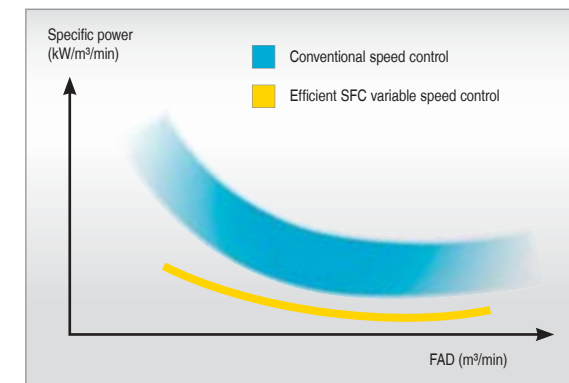 Specific power
(kW/m³/min)
Conventional speed control
Efficient SFC variable speed control
FAD (m³/min)